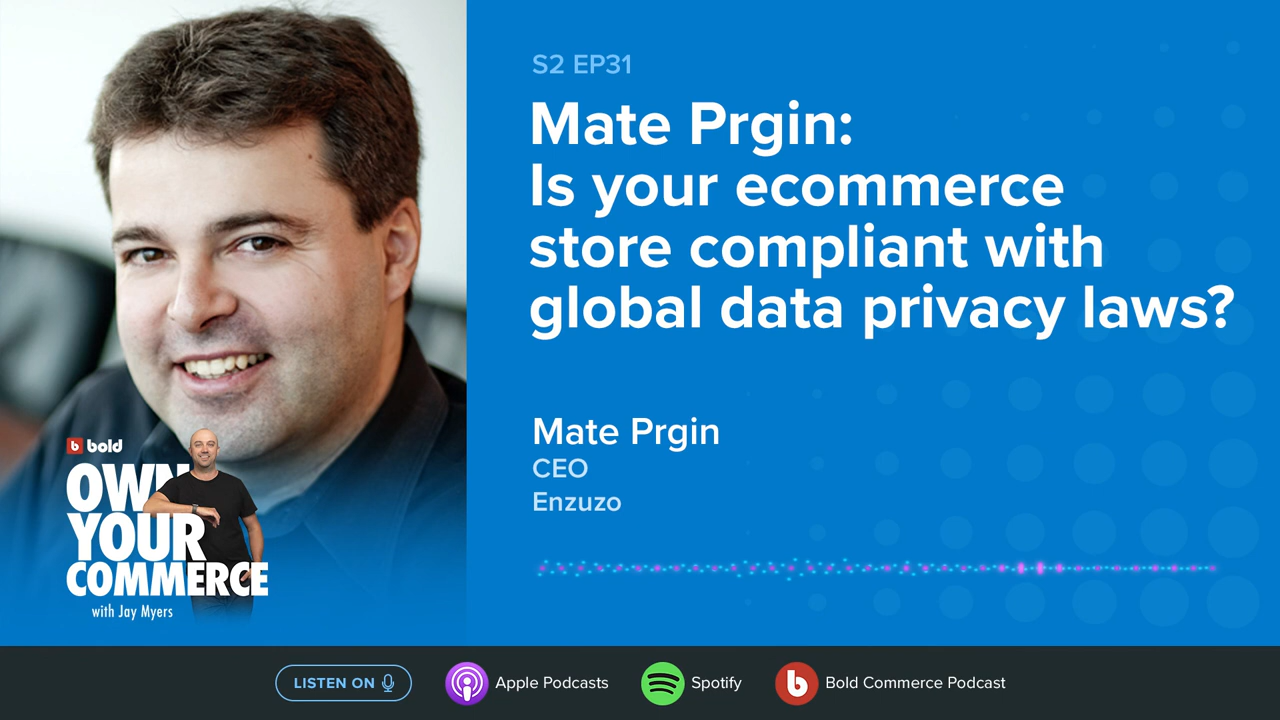 S2 EP31
Mate Prgin:
Is your ecommerce
store compliant with
global data privacy laws?
Mate Prgin
CEO
Enzuzo
b bold
OWN
YOUR
COMMERCE
with Jay Myers
LISTEN ON
Apple Podcasts
Spotify
b
Bold Commerce Podcast